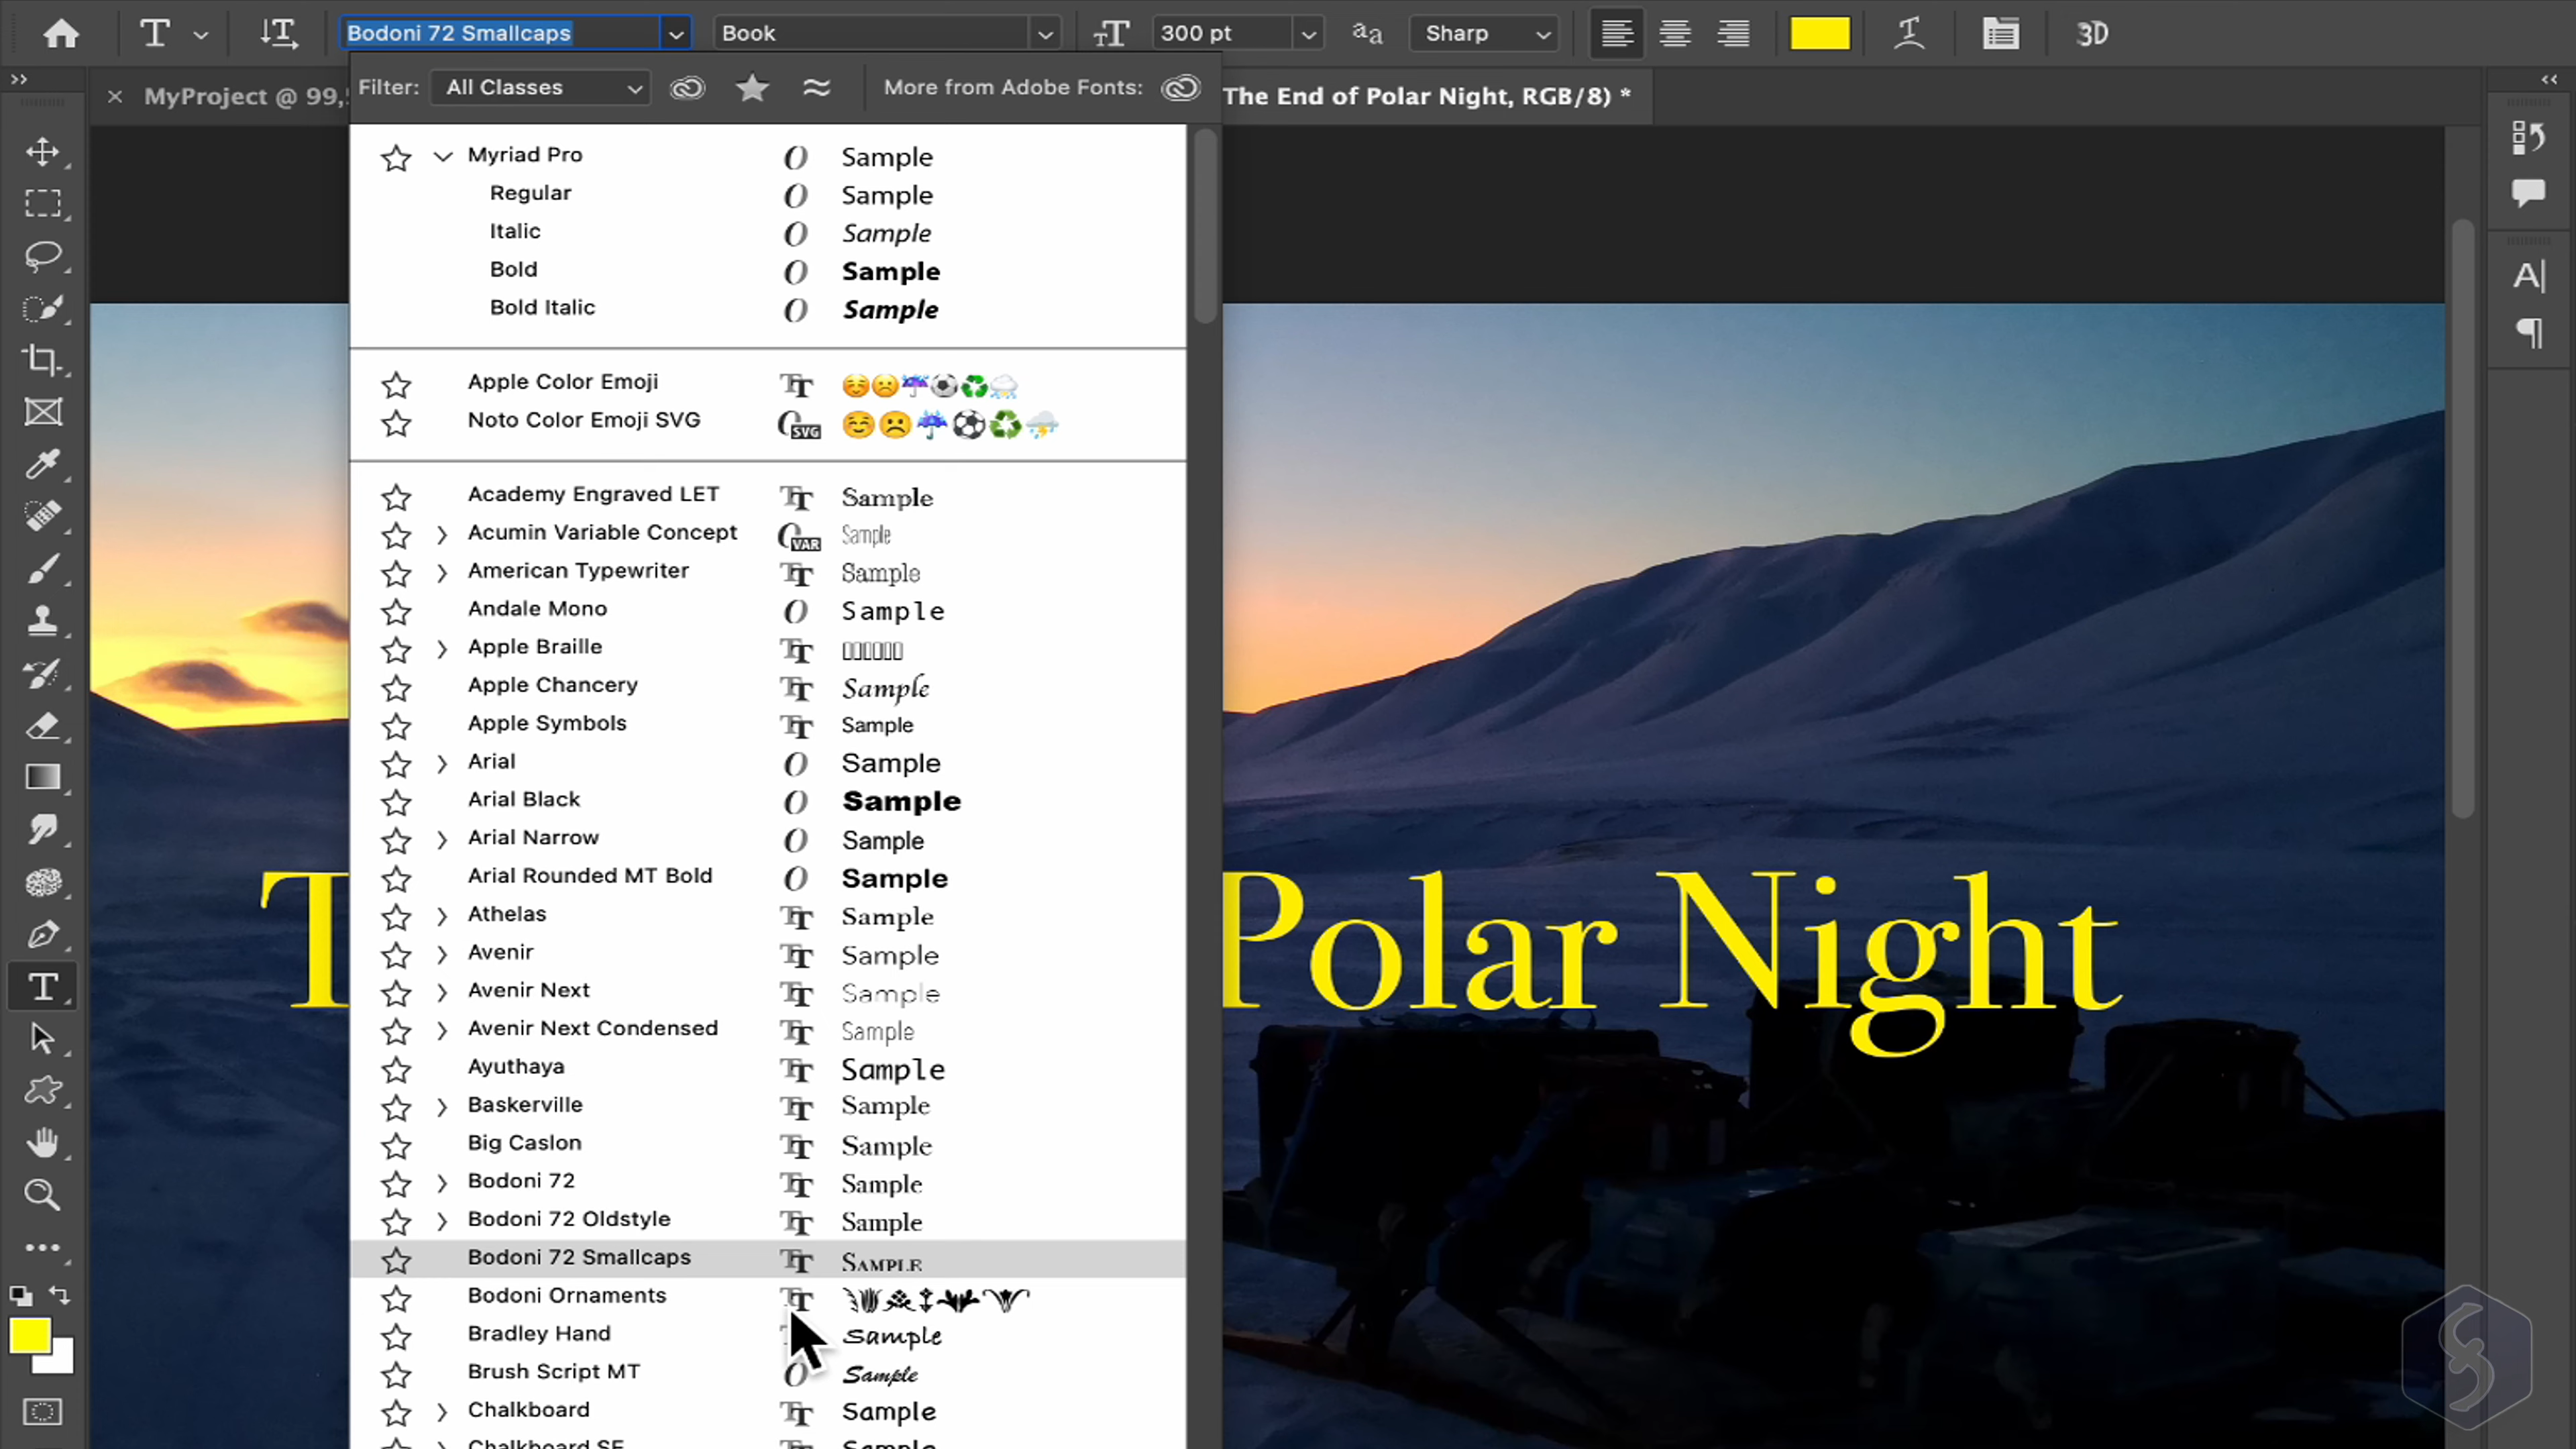 Bodoni 72 Smallcaps
Book
300 pt
aa
Sharp
3D
MyProject @ 99,
Filter:
All Classes
More from Adobe Fonts:
The End of Polar Night, RGB/8) *
Myriad Pro Sample
Regular Sample
Italic Sample
Bold Sample
Bold Italic Sample
Apple Color Emoji
Noto Color Emoji SVG SVG
Academy Engraved LET Sample
Acumin Variable Concept VAR Sample
American Typewriter Sample
Andale Mono Sample
Apple Braille
Apple Chancery Sample
Apple Symbols Sample
Arial Sample
Arial Black Sample
Arial Narrow Sample
Arial Rounded MT Bold Sample
Athelas Sample
Avenir Sample
Avenir Next Sample
Avenir Next Condensed Sample
Ayuthaya Sample
Baskerville Sample
Big Caslon Sample
Bodoni 72 Sample
Bodoni 72 Oldstyle Sample
Bodoni 72 Smallcaps SAMPLE
Bodoni Ornaments
Bradley Hand Sample
Brush Script MT Sample
Chalkboard Sample
Chalkboard SE Sample
T Polar Night